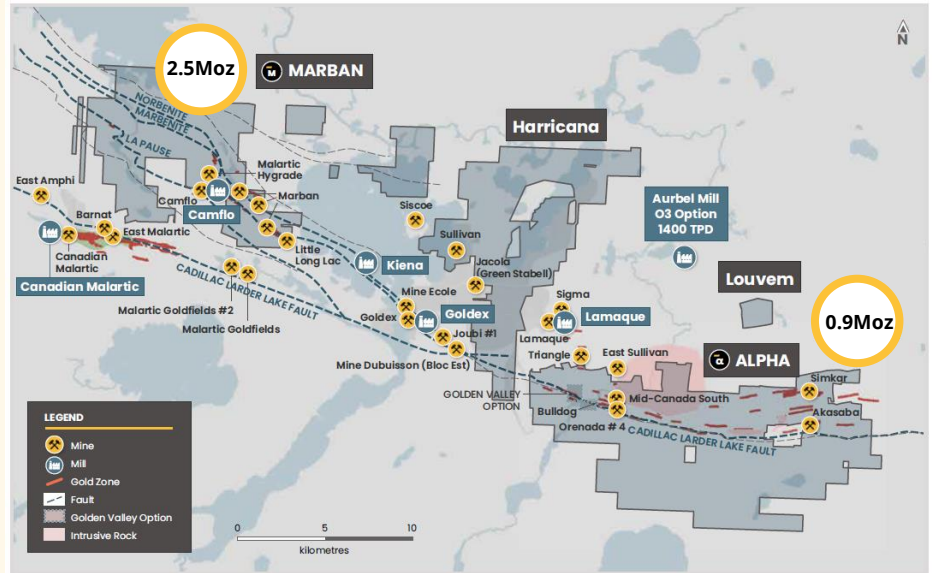 N
2.5Moz
M MARBAN
NORBENITE
MARBENITE
LA PAUSE
Harricana
East Amphi
Malartic
Hygrade
Camflo
Camflo
Marban
Siscoe
Aurbel Mill
O3 Option
1400 TPD
Barnat
East Malartic
Sullivan
Canadian
Malartic
Canadian Malartic
Little
Long Lac
Kiena
Jacola
(Green Stabell)
Louvem
CADILLAC LARDER LAKE FAULT
Malartic Goldfields #2
Malartic Goldfields
Mine Ecole
Goldex
Goldex
Joubi #1
Mine Dubuisson (Bloc Est)
Sigma
Lamaque
Lamaque
Triangle
East Sullivan
0.9Moz
α ALPHA
GOLDEN VALLEY
OPTION
Mid-Canada South
Simkar
Bulldog
Orenada # 4
Akasaba
CADILLAC LARDER LAKE FAULT
LEGEND
Mine
Mill
Gold Zone
Fault
Golden Valley Option
Intrusive Rock
0 5 10
kilometres